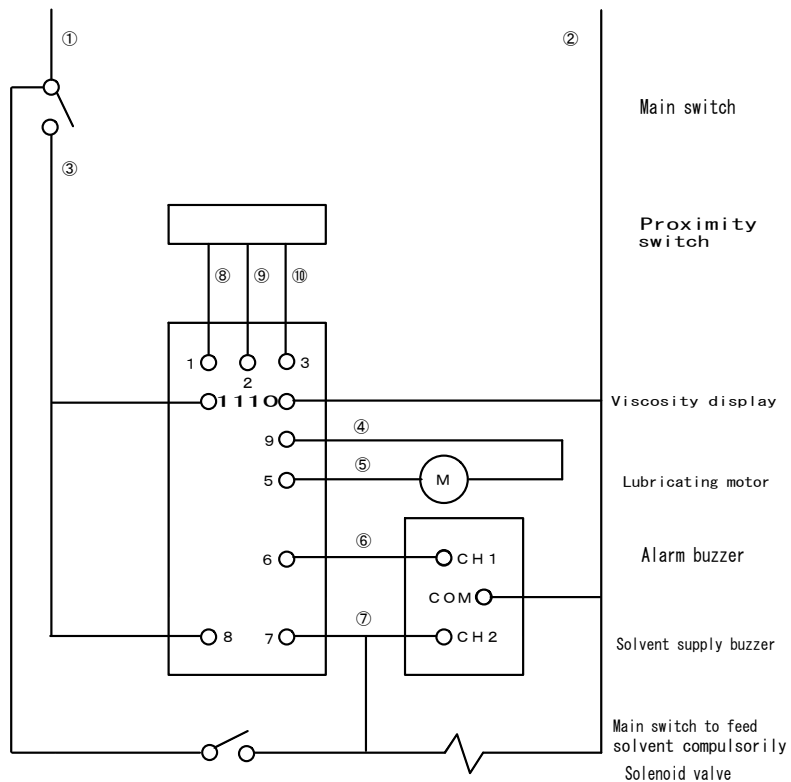 ① ②
Main switch
③
Proximity
switch
⑧ ⑨ ⑩
1 3
2
11 10 Viscosity display
9 ④
5 ⑤ M Lubricating motor
6 ⑥ CH1 Alarm buzzer
COM
8 7 ⑦ CH2 Solvent supply buzzer
Main switch to feed
solvent compulsorily
Solenoid valve